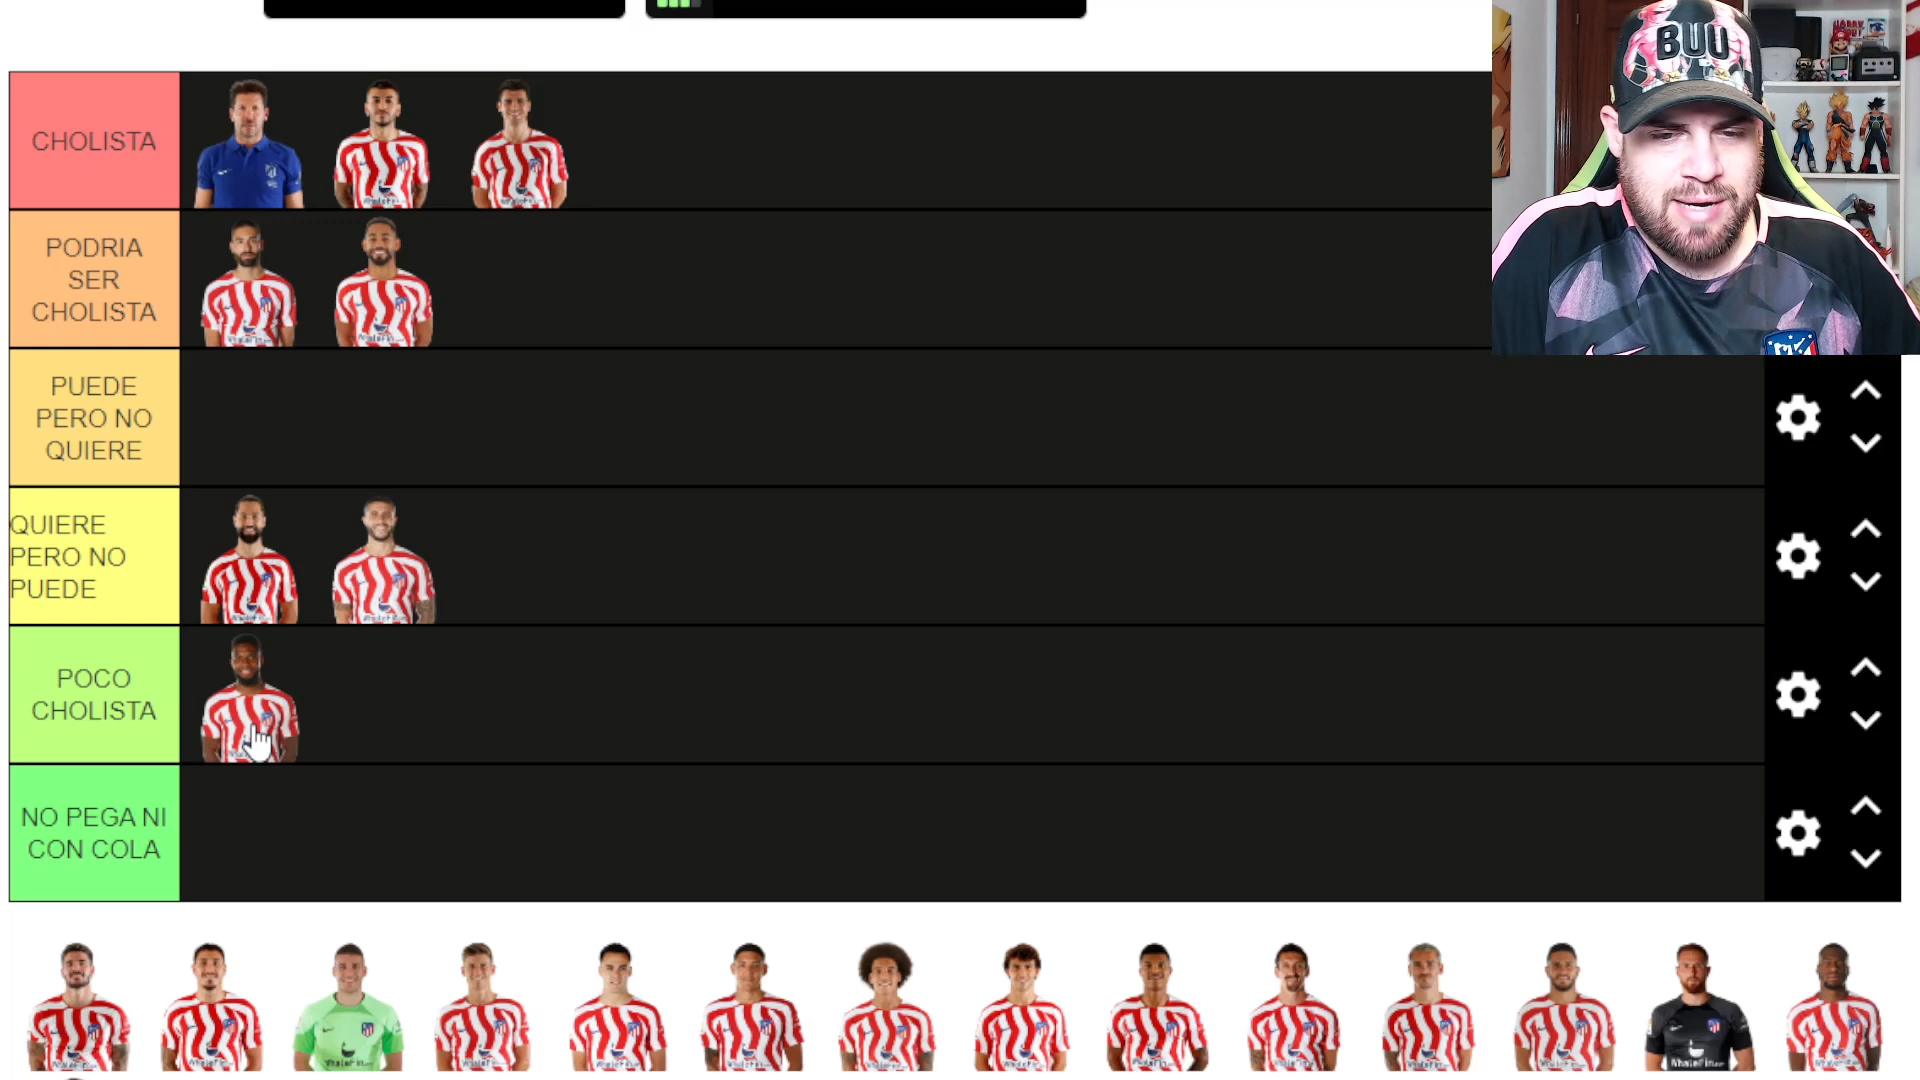 BUU
CHOLISTA
PODRIA
SER
CHOLISTA
PUEDE
PERO NO
QUIERE
QUIERE
PERO NO
PUEDE
POCO
CHOLISTA
NO PEGA NI
CON COLA